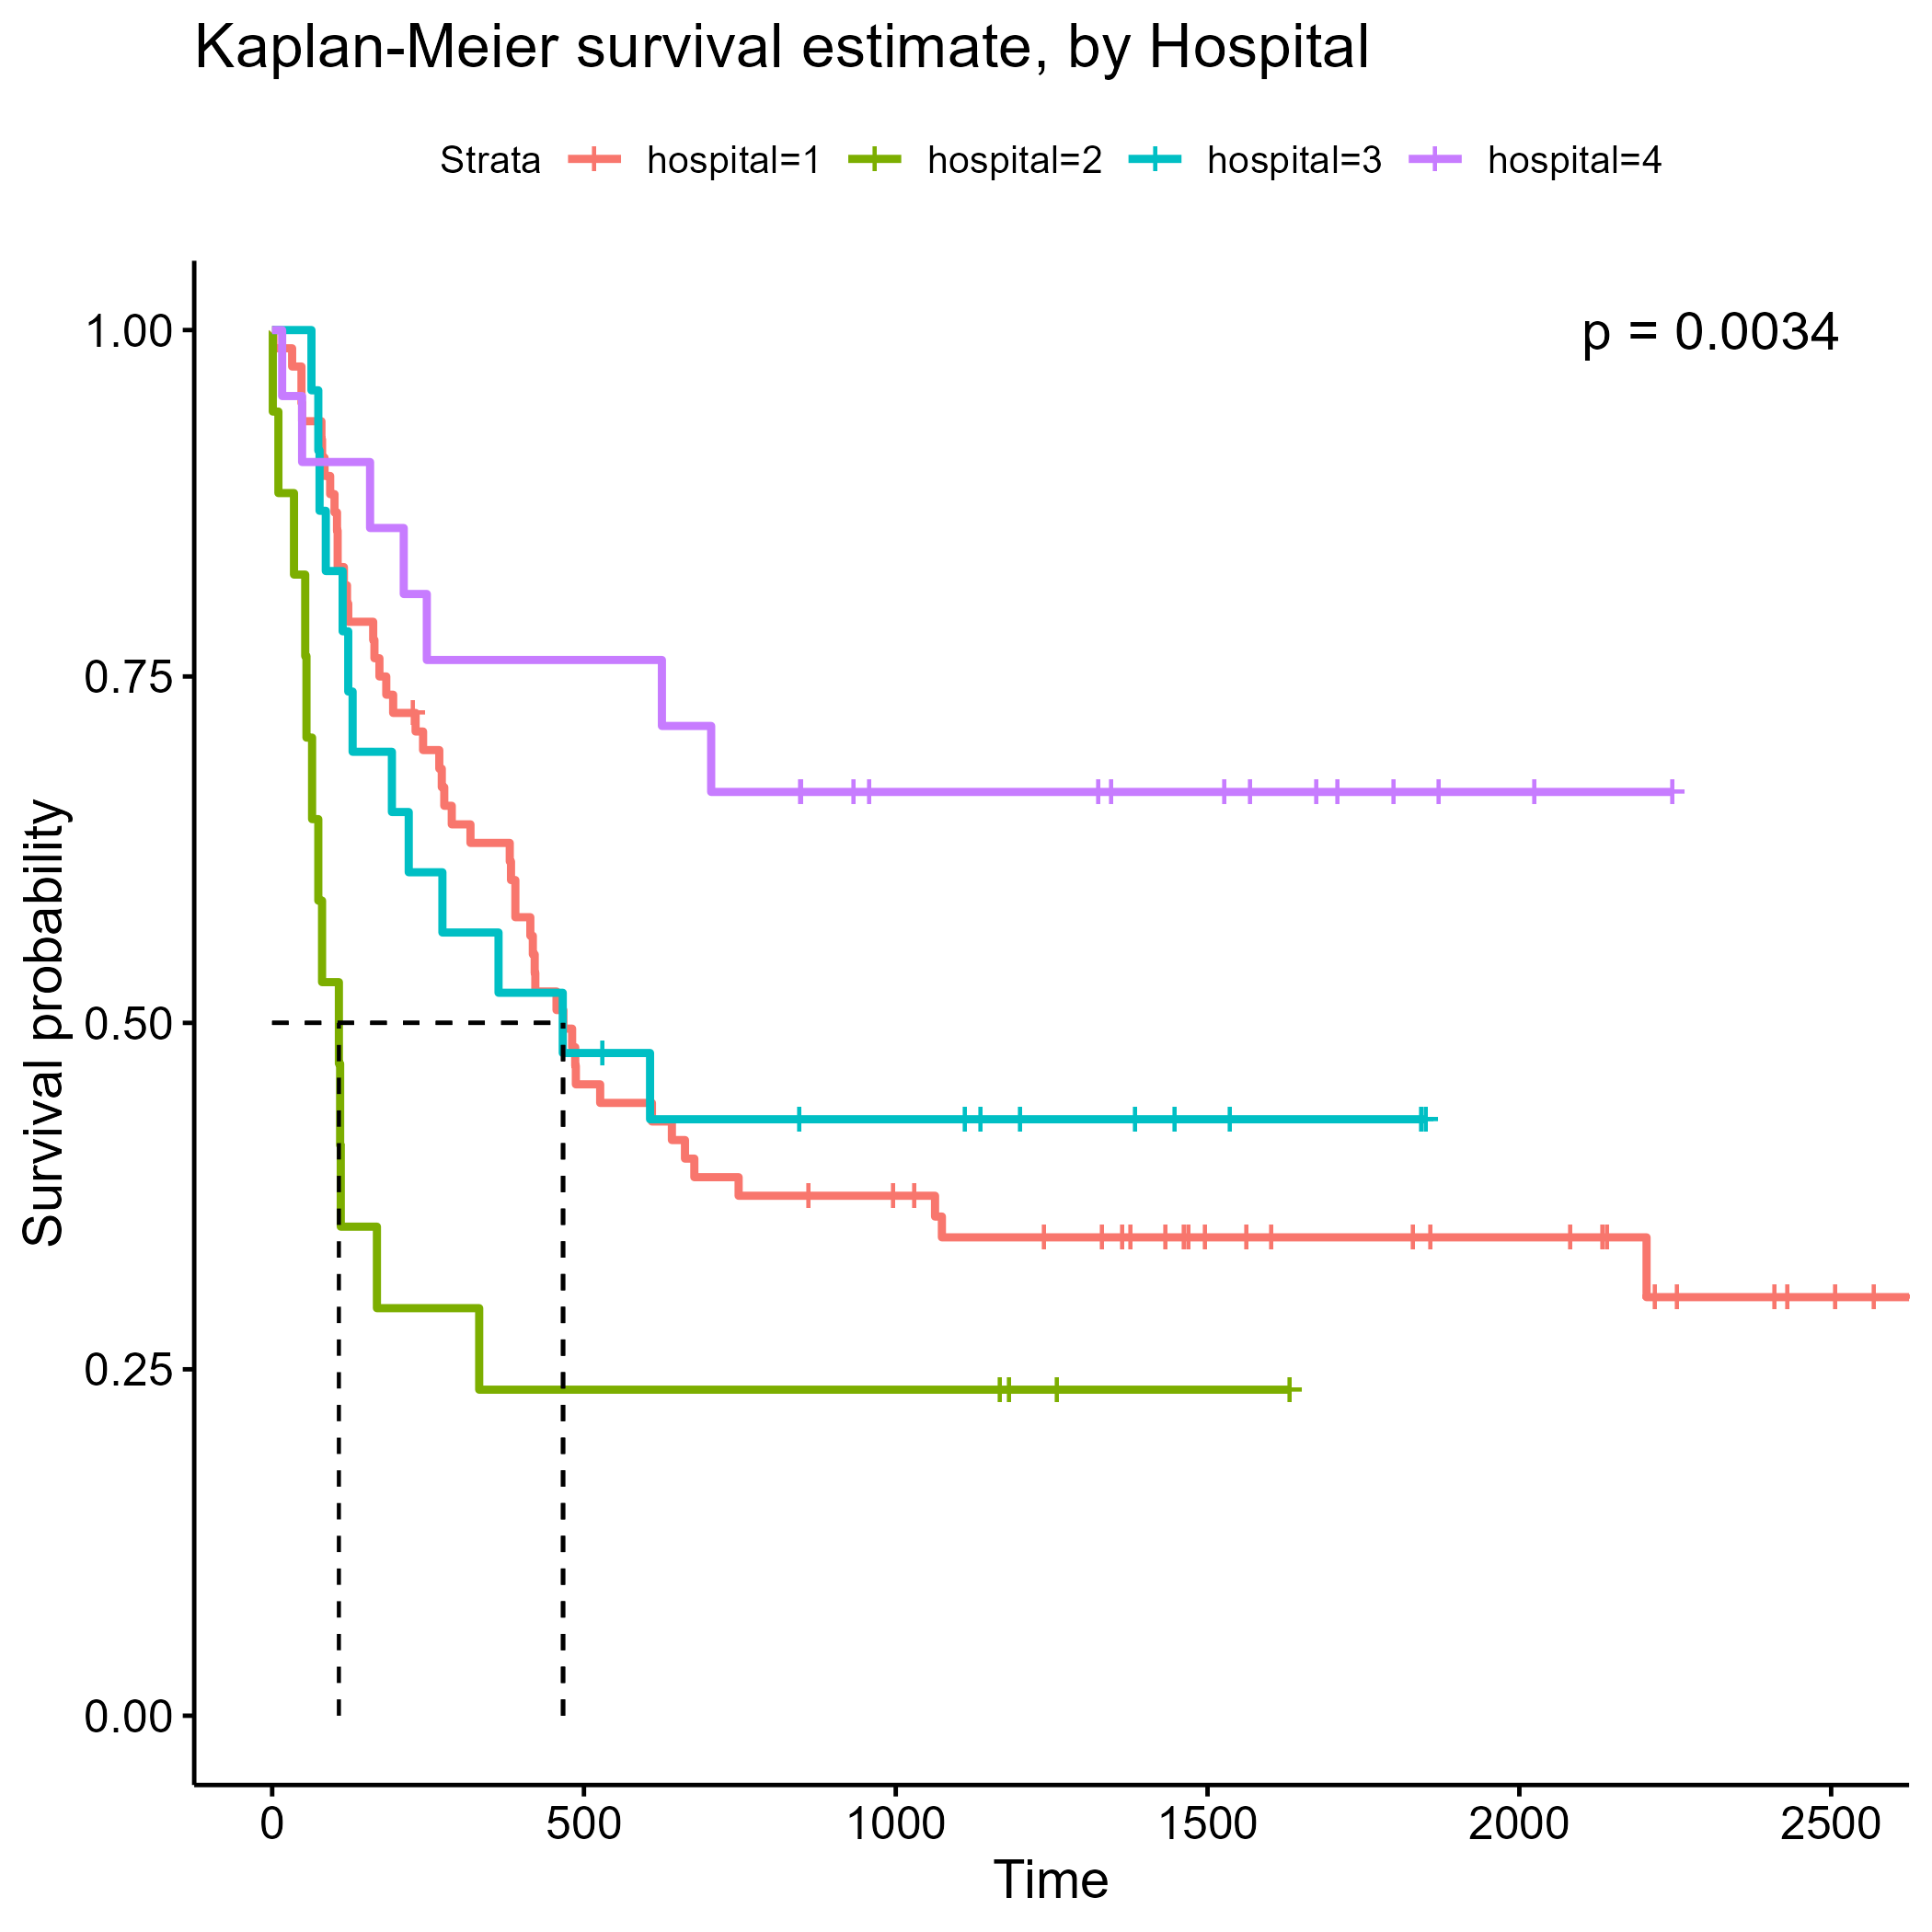 Kaplan-Meier survival estimate, by Hospital
Strata hospital=1 hospital=2 hospital=3 hospital=4
p = 0.0034
Survival probability
1.00
0.75
0.50
0.25
0.00
0 500 1000 1500 2000 2500
Time